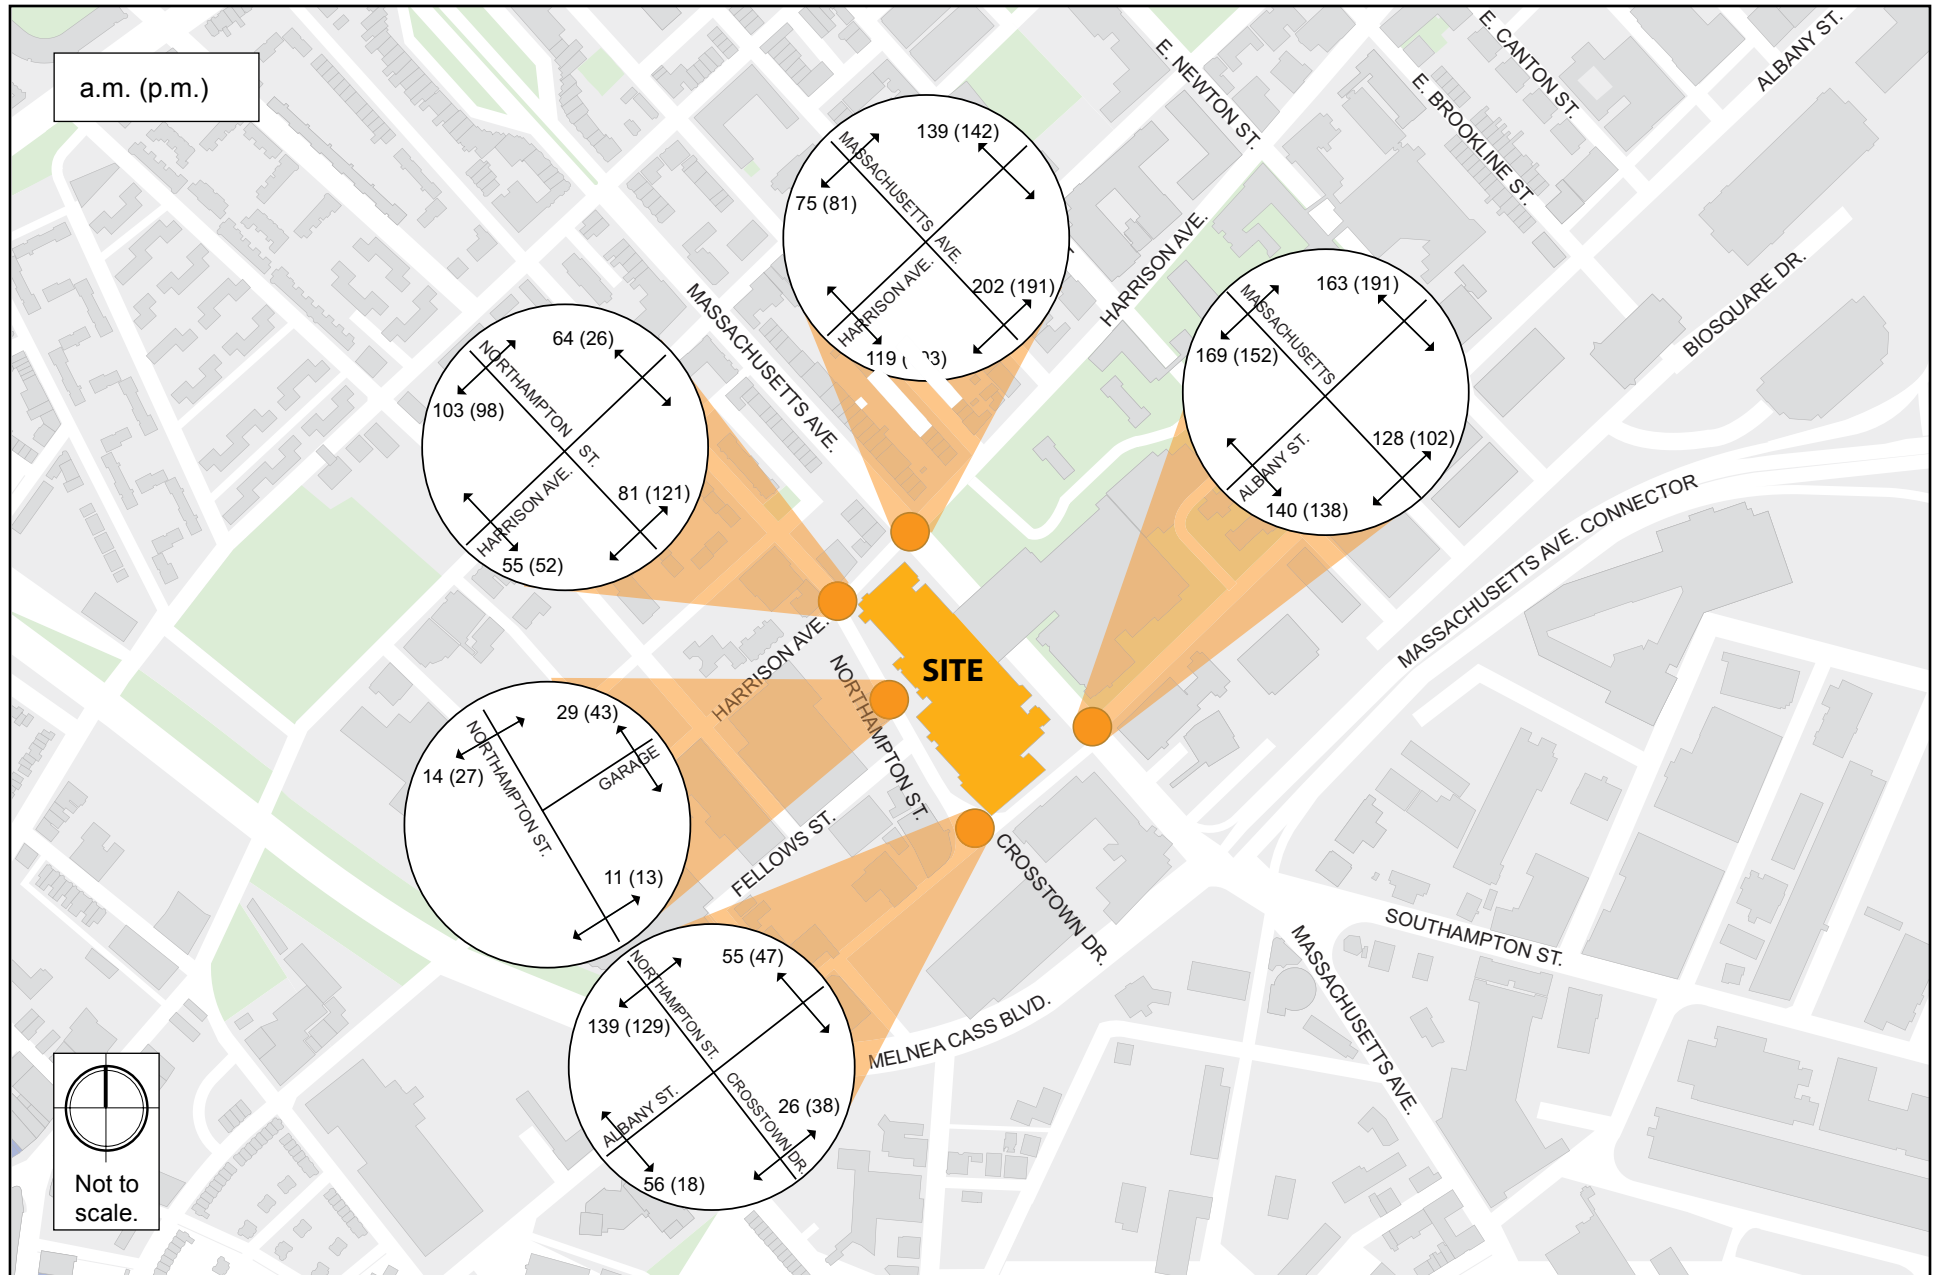 a.m. (p.m.)
E. NEWTON ST.
E. CANTON ST.
E. BROOKLINE ST.
ALBANY ST.
MASSACHUSETTS AVE.
HARRISON AVE.
139 (142)
75 (81)
202 (191)
119
MASSACHUSETTS AVE.
HARRISON AVE.
BIOSQUARE DR.
MASSACHUSETTS
ALBANY ST.
163 (191)
169 (152)
128 (102)
140 (138)
NORTHAMPTON ST.
HARRISON AVE.
64 (26)
103 (98)
81 (121)
55 (52)
MASSACHUSETTS AVE. CONNECTOR
SITE
HARRISON AVE.
NORTHAMPTON ST.
NORTHAMPTON ST.
GARAGE
29 (43)
14 (27)
11 (13)
FELLOWS ST.
CROSSTOWN DR.
SOUTHAMPTON ST.
MASSACHUSETTS AVE.
MELNEA CASS BLVD.
NORTHAMPTON ST.
CROSSTOWN DR.
ALBANY ST.
55 (47)
139 (129)
26 (38)
56 (18)
Not to
scale.